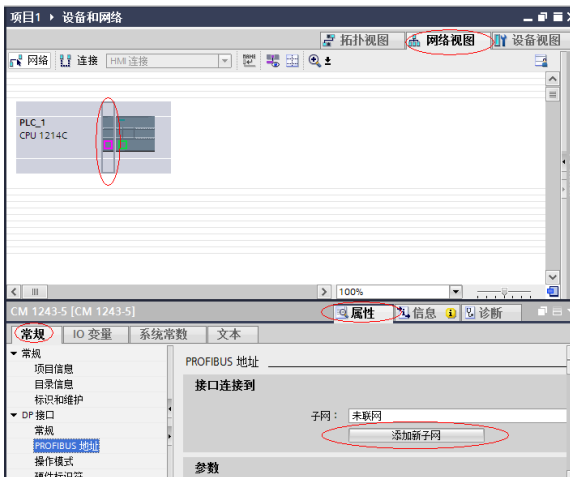 项目1 ▸ 设备和网络
拓扑视图 网络视图 设备视图
网络 连接 HMI 连接
PLC_1
CPU 1214C
100%
CM 1243-5 [CM 1243-5]
属性 信息 诊断
常规 IO 变量 系统常数 文本
常规
项目信息
目录信息
标识和维护
DP 接口
常规
PROFIBUS 地址
操作模式
硬件标识符
PROFIBUS 地址
接口连接到
子网： 未联网
添加新子网
参数